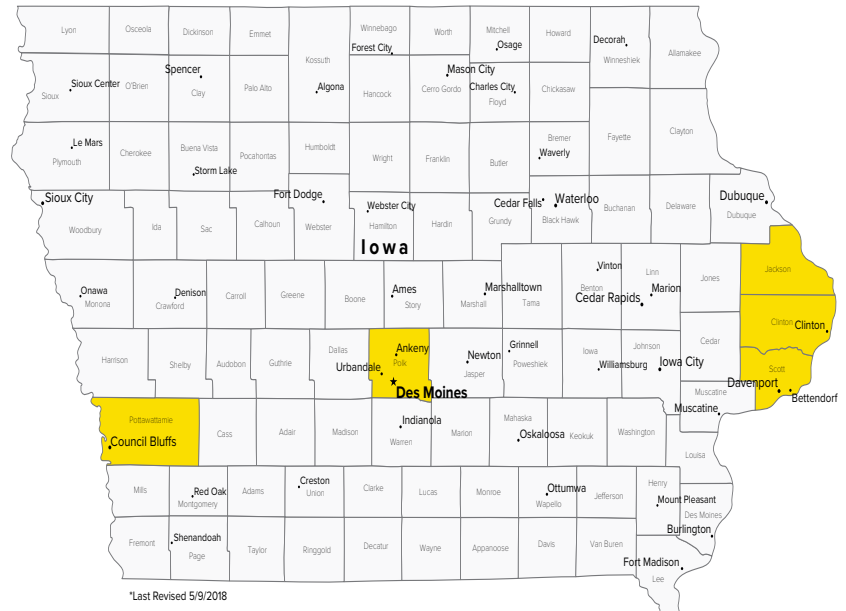 Lyon
Osceola
Dickinson
Emmet
Winnebago
Worth
Mitchell
Howard
Decorah
Winneshiek
Allamakee
Kossuth
Forest City
Osage
Sioux Center
Sioux
O'Brien
Spencer
Clay
Palo Alto
Algona
Hancock
Mason City
Cerro Gordo
Charles City
Floyd
Chickasaw
Le Mars
Plymouth
Cherokee
Buena Vista
Storm Lake
Pocahontas
Humboldt
Wright
Franklin
Butler
Bremer
Waverly
Fayette
Clayton
Sioux City
Woodbury
Ida
Sac
Calhoun
Fort Dodge
Webster
Webster City
Hamilton
Hardin
Grundy
Cedar Falls
Waterloo
Black Hawk
Buchanan
Delaware
Dubuque
Dubuque
Iowa
Onawa
Monona
Denison
Crawford
Carroll
Greene
Boone
Ames
Story
Marshalltown
Marshall
Tama
Vinton
Benton
Linn
Marion
Cedar Rapids
Jones
Jackson
Harrison
Shelby
Audobon
Guthrie
Dallas
Urbandale
Ankeny
Polk
Des Moines
Newton
Jasper
Grinnell
Poweshiek
Iowa
Williamsburg
Johnson
Iowa City
Cedar
Clinton
Clinton
Scott
Davenport
Bettendorf
Muscatine
Muscatine
Pottawattamie
Council Bluffs
Cass
Adair
Madison
Indianola
Warren
Marion
Mahaska
Oskaloosa
Keokuk
Washington
Louisa
Mills
Red Oak
Montgomery
Adams
Creston
Union
Clarke
Lucas
Monroe
Ottumwa
Wapello
Jefferson
Henry
Mount Pleasant
Des Moines
Burlington
Fremont
Shenandoah
Page
Taylor
Ringgold
Decatur
Wayne
Appanoose
Davis
Van Buren
Fort Madison
Lee
*Last Revised 5/9/2018